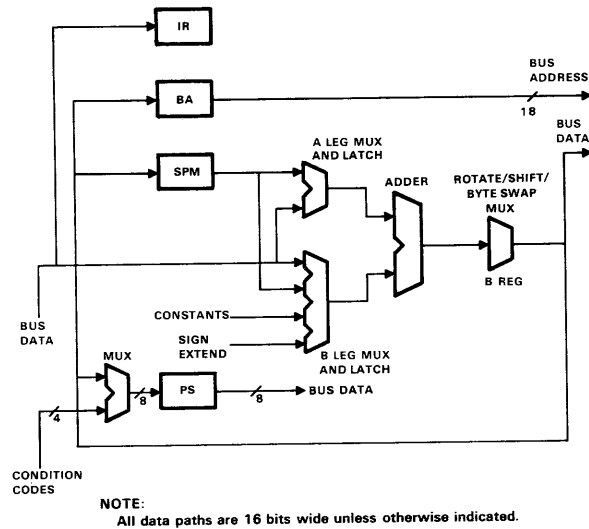 IR
BUS
ADDRESS
BA
18
BUS
DATA
A LEG MUX
AND LATCH
SPM
ADDER
ROTATE/SHIFT/
BYTE SWAP
MUX
B REG
BUS
DATA
CONSTANTS
SIGN
EXTEND
B LEG MUX
AND LATCH
MUX
8
PS
8
BUS DATA
4
CONDITION
CODES
NOTE:
All data paths are 16 bits wide unless otherwise indicated.